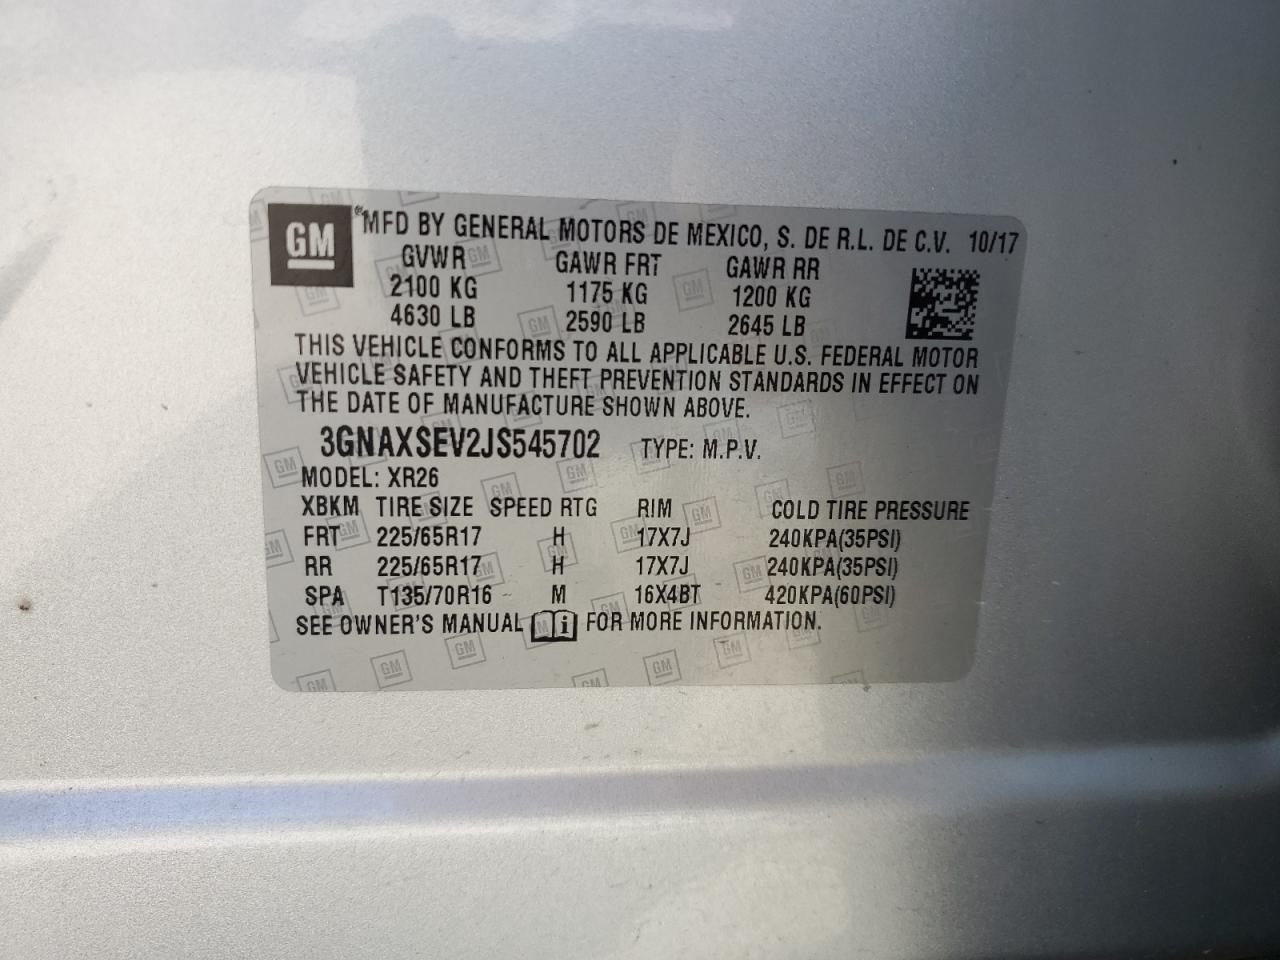 GM
® MFD BY GENERAL MOTORS DE MEXICO, S. DE R.L. DE C.V. 10/17
GVWR GAWR FRT GAWR RR
2100 KG 1175 KG 1200 KG
4630 LB 2590 LB 2645 LB
THIS VEHICLE CONFORMS TO ALL APPLICABLE U.S. FEDERAL MOTOR
VEHICLE SAFETY AND THEFT PREVENTION STANDARDS IN EFFECT ON
THE DATE OF MANUFACTURE SHOWN ABOVE.
3GNAXSEV2JS545702 TYPE: M.P.V.
MODEL: XR26
XBKM TIRE SIZE SPEED RTG RIM COLD TIRE PRESSURE
FRT 225/65R17 H 17X7J 240KPA(35PSI)
RR 225/65R17 H 17X7J 240KPA(35PSI)
SPA T135/70R16 M 16X4BT 420KPA(60PSI)
SEE OWNER'S MANUAL i FOR MORE INFORMATION.